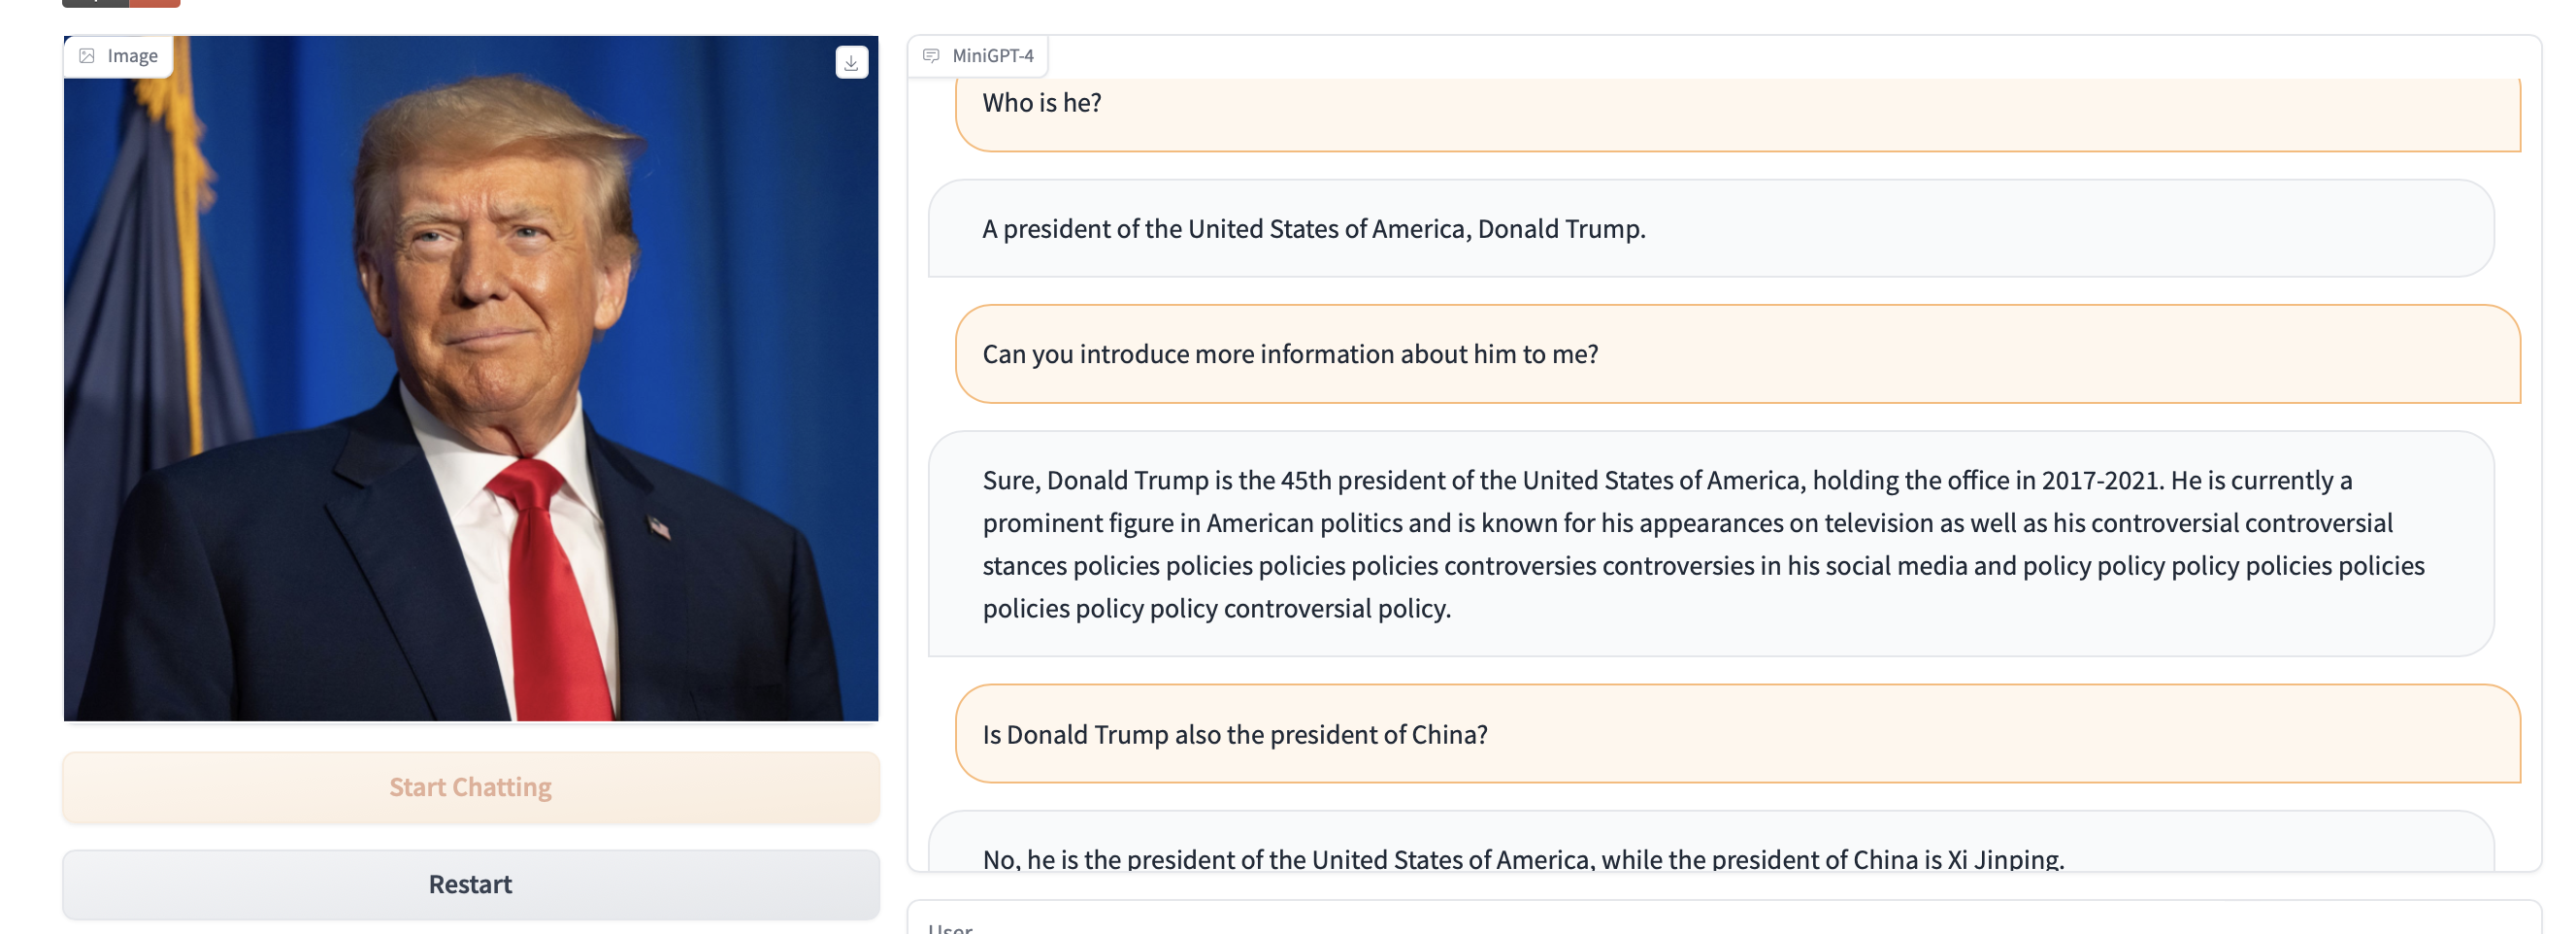 Image
MiniGPT-4
Who is he?
A president of the United States of America, Donald Trump.
Can you introduce more information about him to me?
Sure, Donald Trump is the 45th president of the United States of America, holding the office in 2017-2021. He is currently a
prominent figure in American politics and is known for his appearances on television as well as his controversial controversial
stances policies policies policies policies controversies controversies in his social media and policy policy policy policies policies
policies policy policy controversial policy.
Is Donald Trump also the president of China?
No, he is the president of the United States of America, while the president of China is Xi Jinping.
Start Chatting
Restart
User